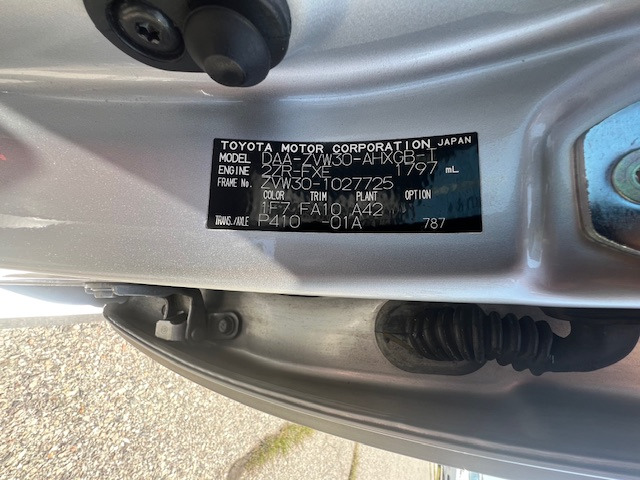 TOYOTA MOTOR CORPORATION JAPAN
MODEL DAA-ZVW30-AHXGB-I
ENGINE 2ZR-FXE 1797 mL
FRAME No. ZVW30-1027725
COLOR TRIM PLANT
1F7 FA10 A42
TRANS./AXLE P410 -01A 787